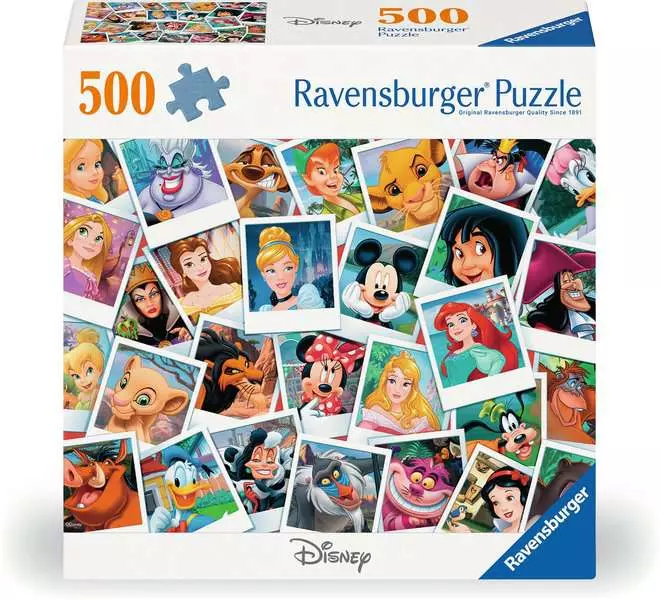 Disney
500
Ravensburger®
Puzzle
Ravensburger
500
Ravensburger® Puzzle
Original Ravensburger Quality Since 1891
Disney
Ravensburger